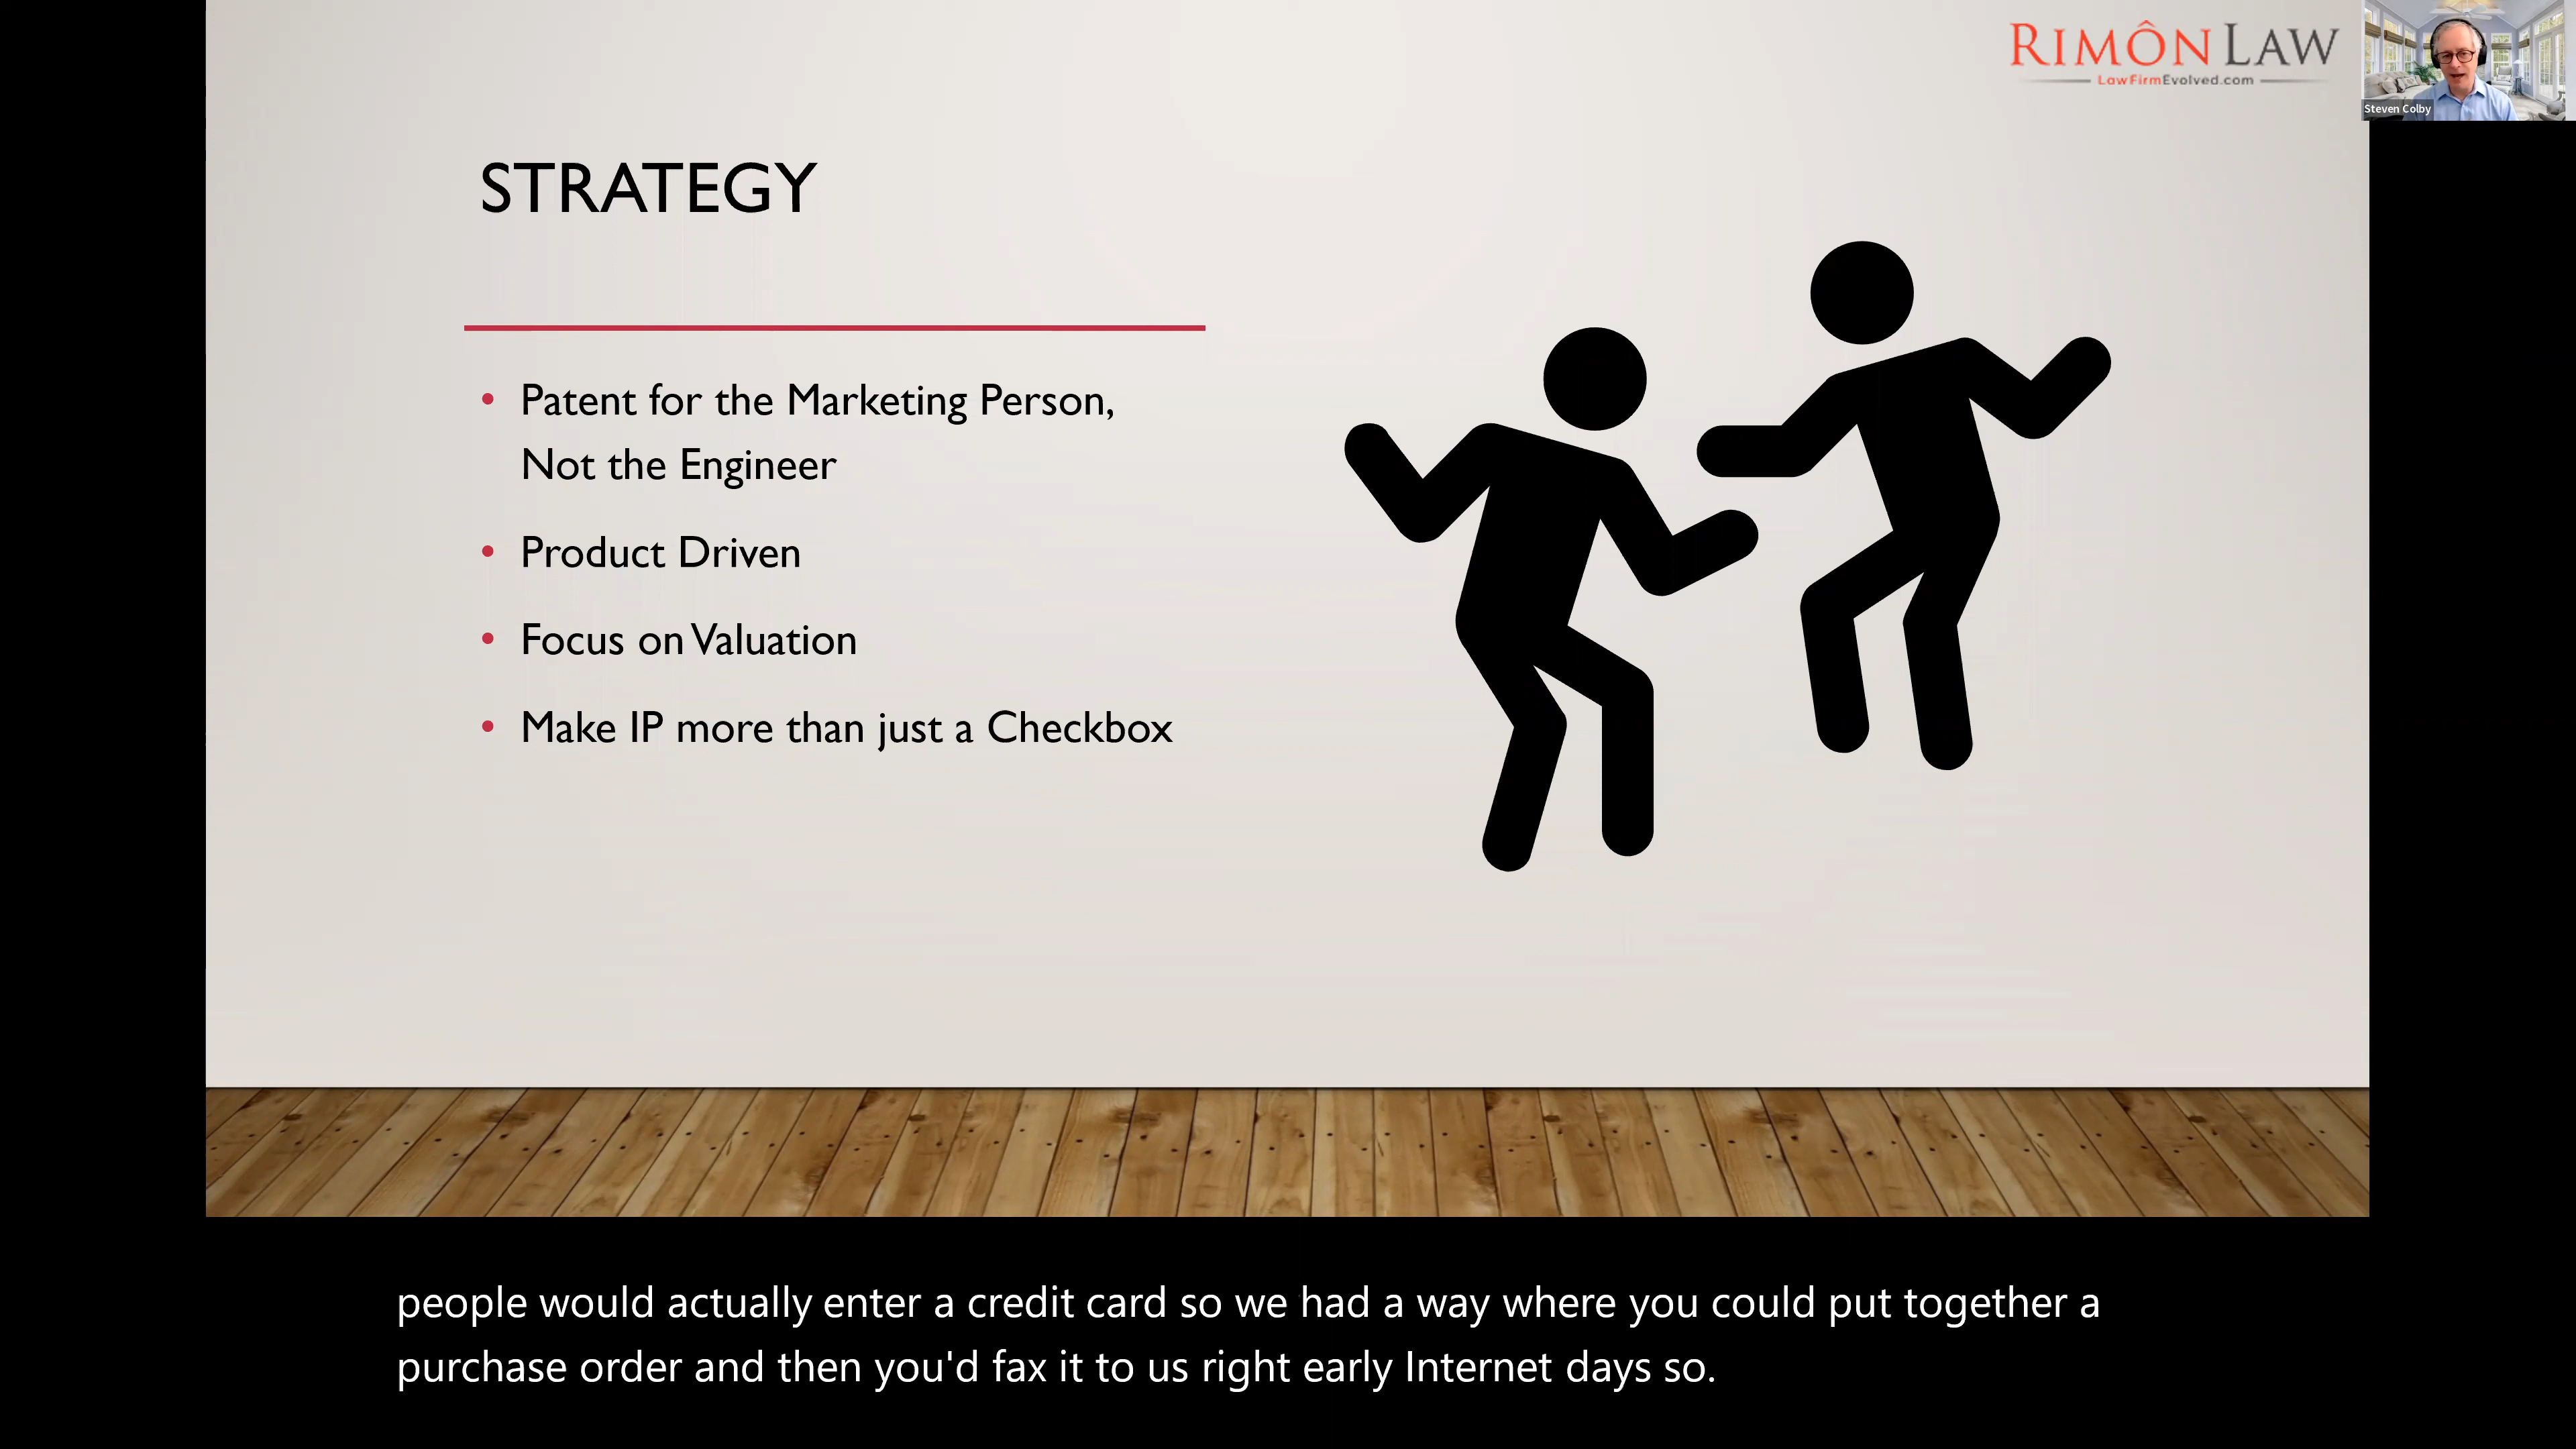 RIMÔN LAW
LawFirmEvolved.com
Steven Colby
STRATEGY
• Patent for the Marketing Person,
Not the Engineer
• Product Driven
• Focus on Valuation
• Make IP more than just a Checkbox
people would actually enter a credit card so we had a way where you could put together a
purchase order and then you'd fax it to us right early Internet days so.